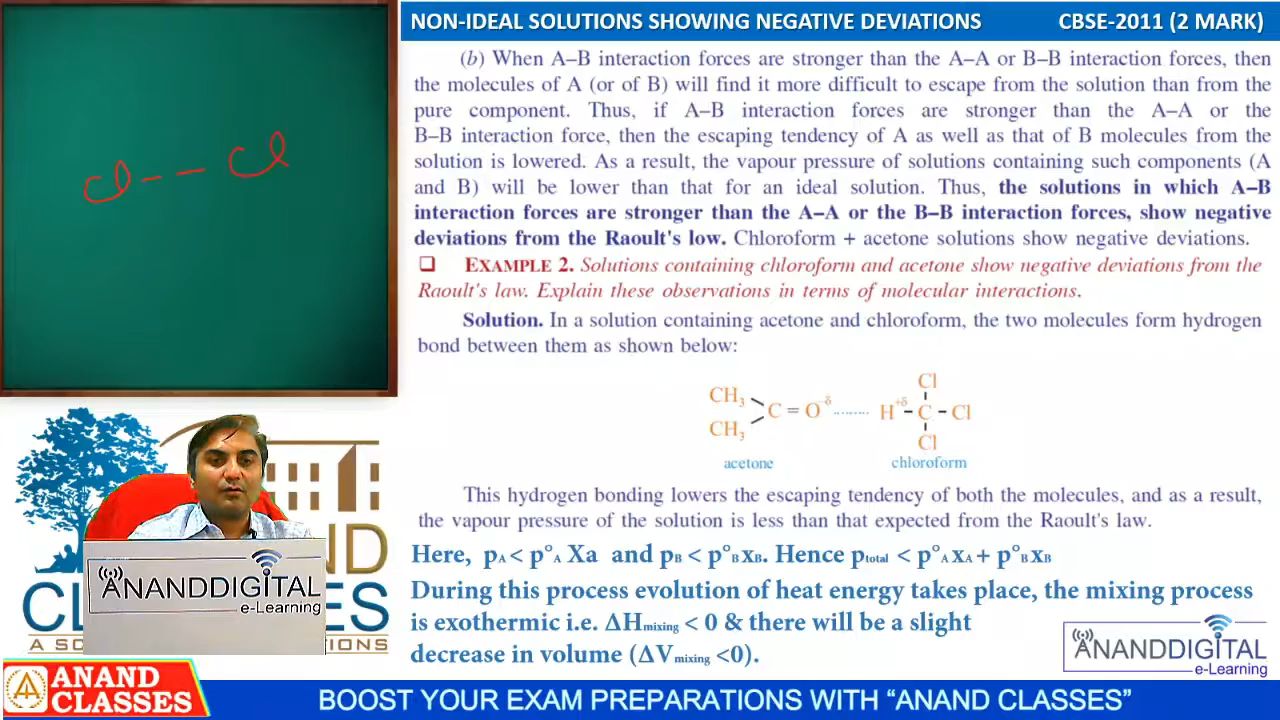 NON-IDEAL SOLUTIONS SHOWING NEGATIVE DEVIATIONS CBSE-2011 (2 MARK)
Cl -- Cl
(b) When A–B interaction forces are stronger than the A–A or B–B interaction forces, then
the molecules of A (or of B) will find it more difficult to escape from the solution than from the
pure component. Thus, if A–B interaction forces are stronger than the A–A or the
B–B interaction force, then the escaping tendency of A as well as that of B molecules from the
solution is lowered. As a result, the vapour pressure of solutions containing such components (A
and B) will be lower than that for an ideal solution. Thus, the solutions in which A–B
interaction forces are stronger than the A–A or the B–B interaction forces, show negative
deviations from the Raoult's law. Chloroform + acetone solutions show negative deviations.
❑ EXAMPLE 2. Solutions containing chloroform and acetone show negative deviations from the
Raoult's law. Explain these observations in terms of molecular interactions.
Solution. In a solution containing acetone and chloroform, the two molecules form hydrogen
bond between them as shown below:
Cl
CH₃
C = O⁻ᵟ ......... H⁺ᵟ – C – Cl
CH₃
Cl
acetone chloroform
This hydrogen bonding lowers the escaping tendency of both the molecules, and as a result,
the vapour pressure of the solution is less than that expected from the Raoult's law.
Here, pA < p°A Xa and pB < p°B xB. Hence ptotal < p°A xA + p°B xB
During this process evolution of heat energy takes place, the mixing process
is exothermic i.e. ΔHmixing < 0 & there will be a slight
decrease in volume (ΔVmixing <0).
AND
CL ES
A SO TIONS
ANANDDIGITAL
e-Learning
ANANDDIGITAL
e-Learning
ANAND
CLASSES
BOOST YOUR EXAM PREPARATIONS WITH “ANAND CLASSES”